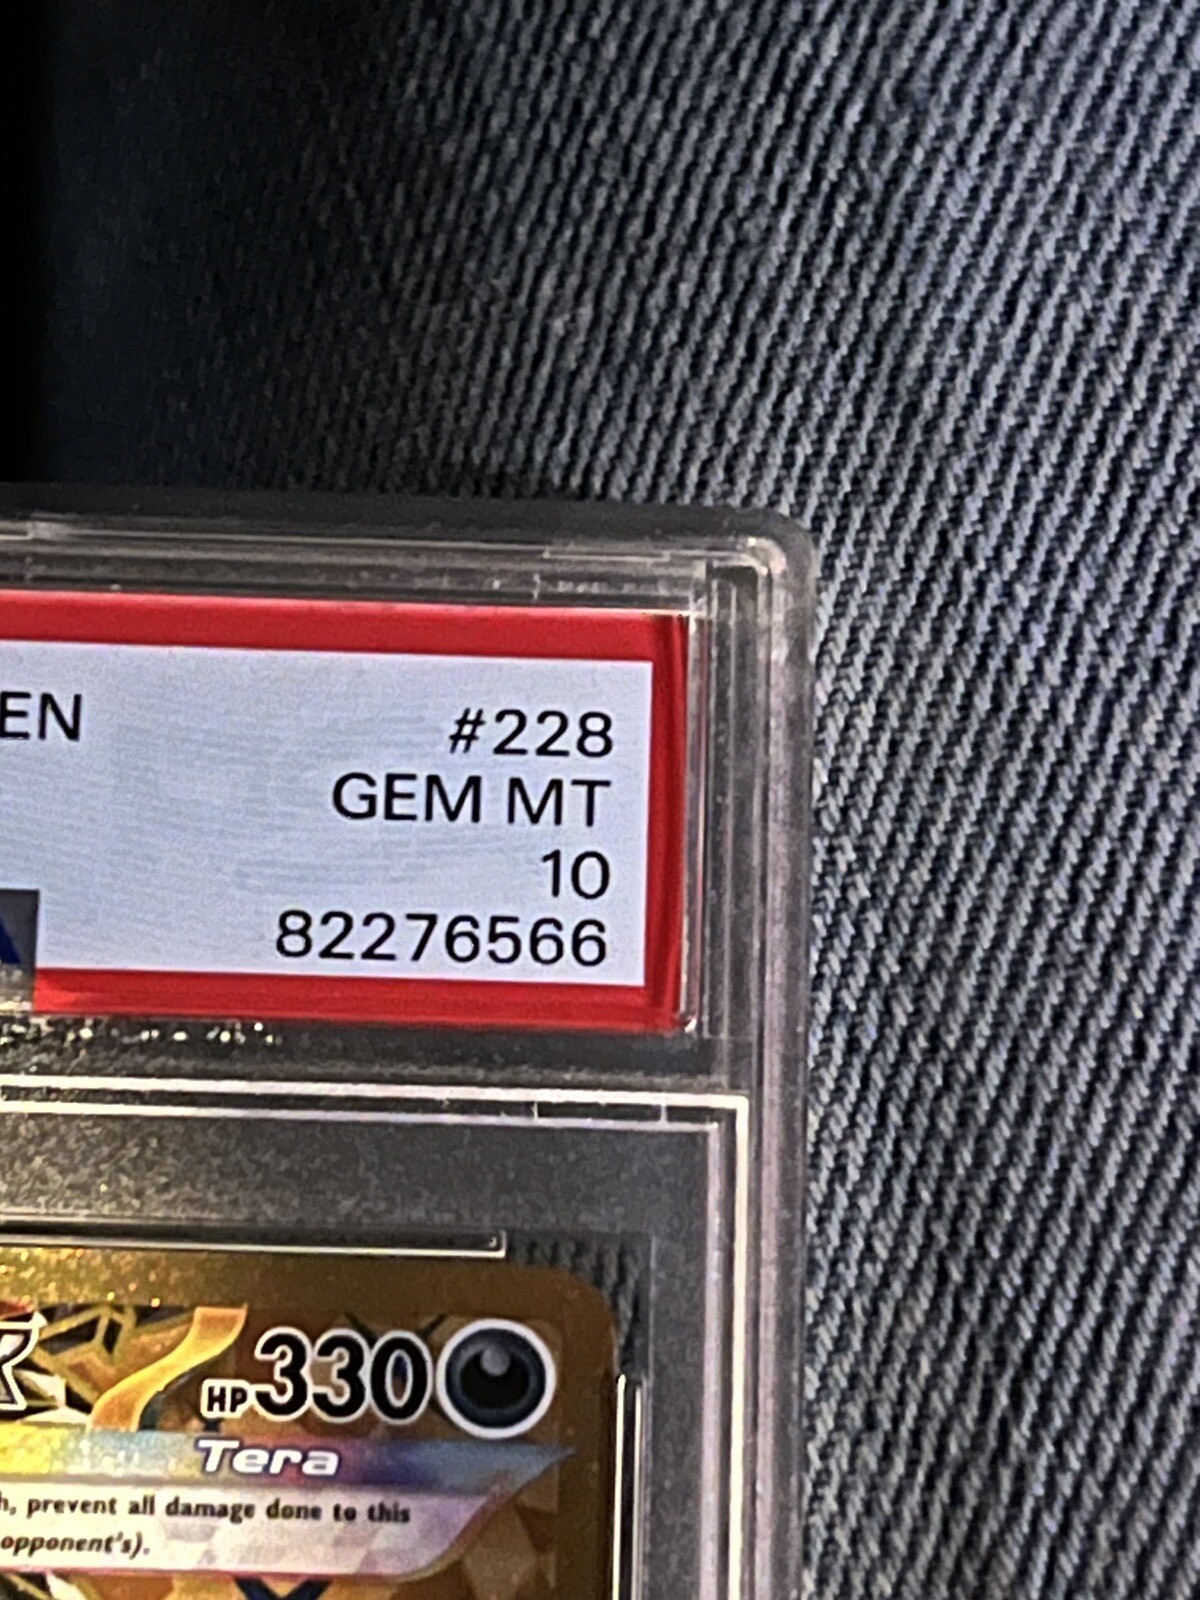 EN #228
GEM MT
10
82276566
HP330
Tera
prevent all damage done to this
opponent's).